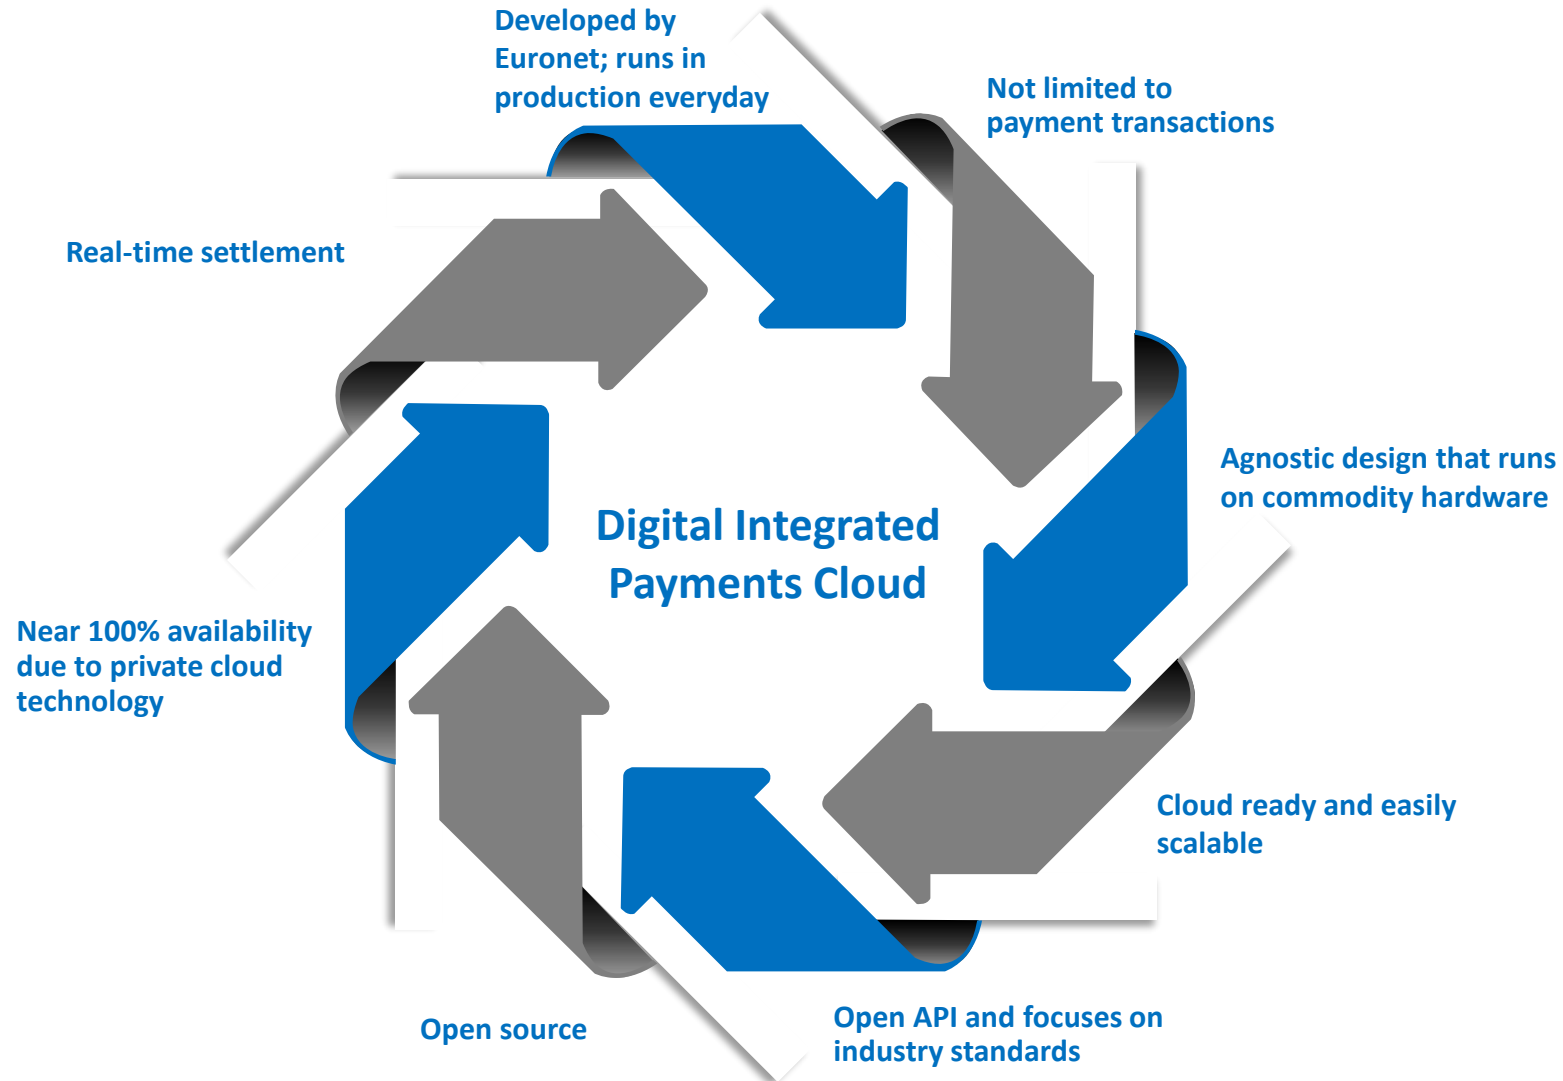 Developed by
Euronet; runs in
production everyday
Not limited to
payment transactions
Real-time settlement
Agnostic design that runs
on commodity hardware
Digital Integrated
Payments Cloud
Near 100% availability
due to private cloud
technology
Cloud ready and easily
scalable
Open source
Open API and focuses on
industry standards